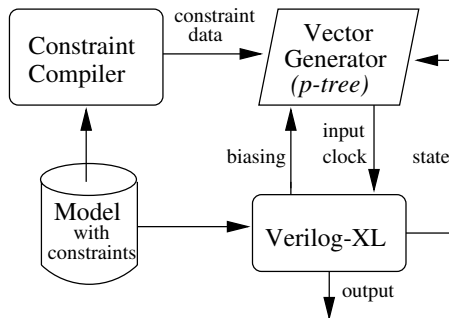 constraint
data
Constraint
Compiler
Vector
Generator
(p-tree)
biasing
input
clock
state
Model
with
constraints
Verilog-XL
output